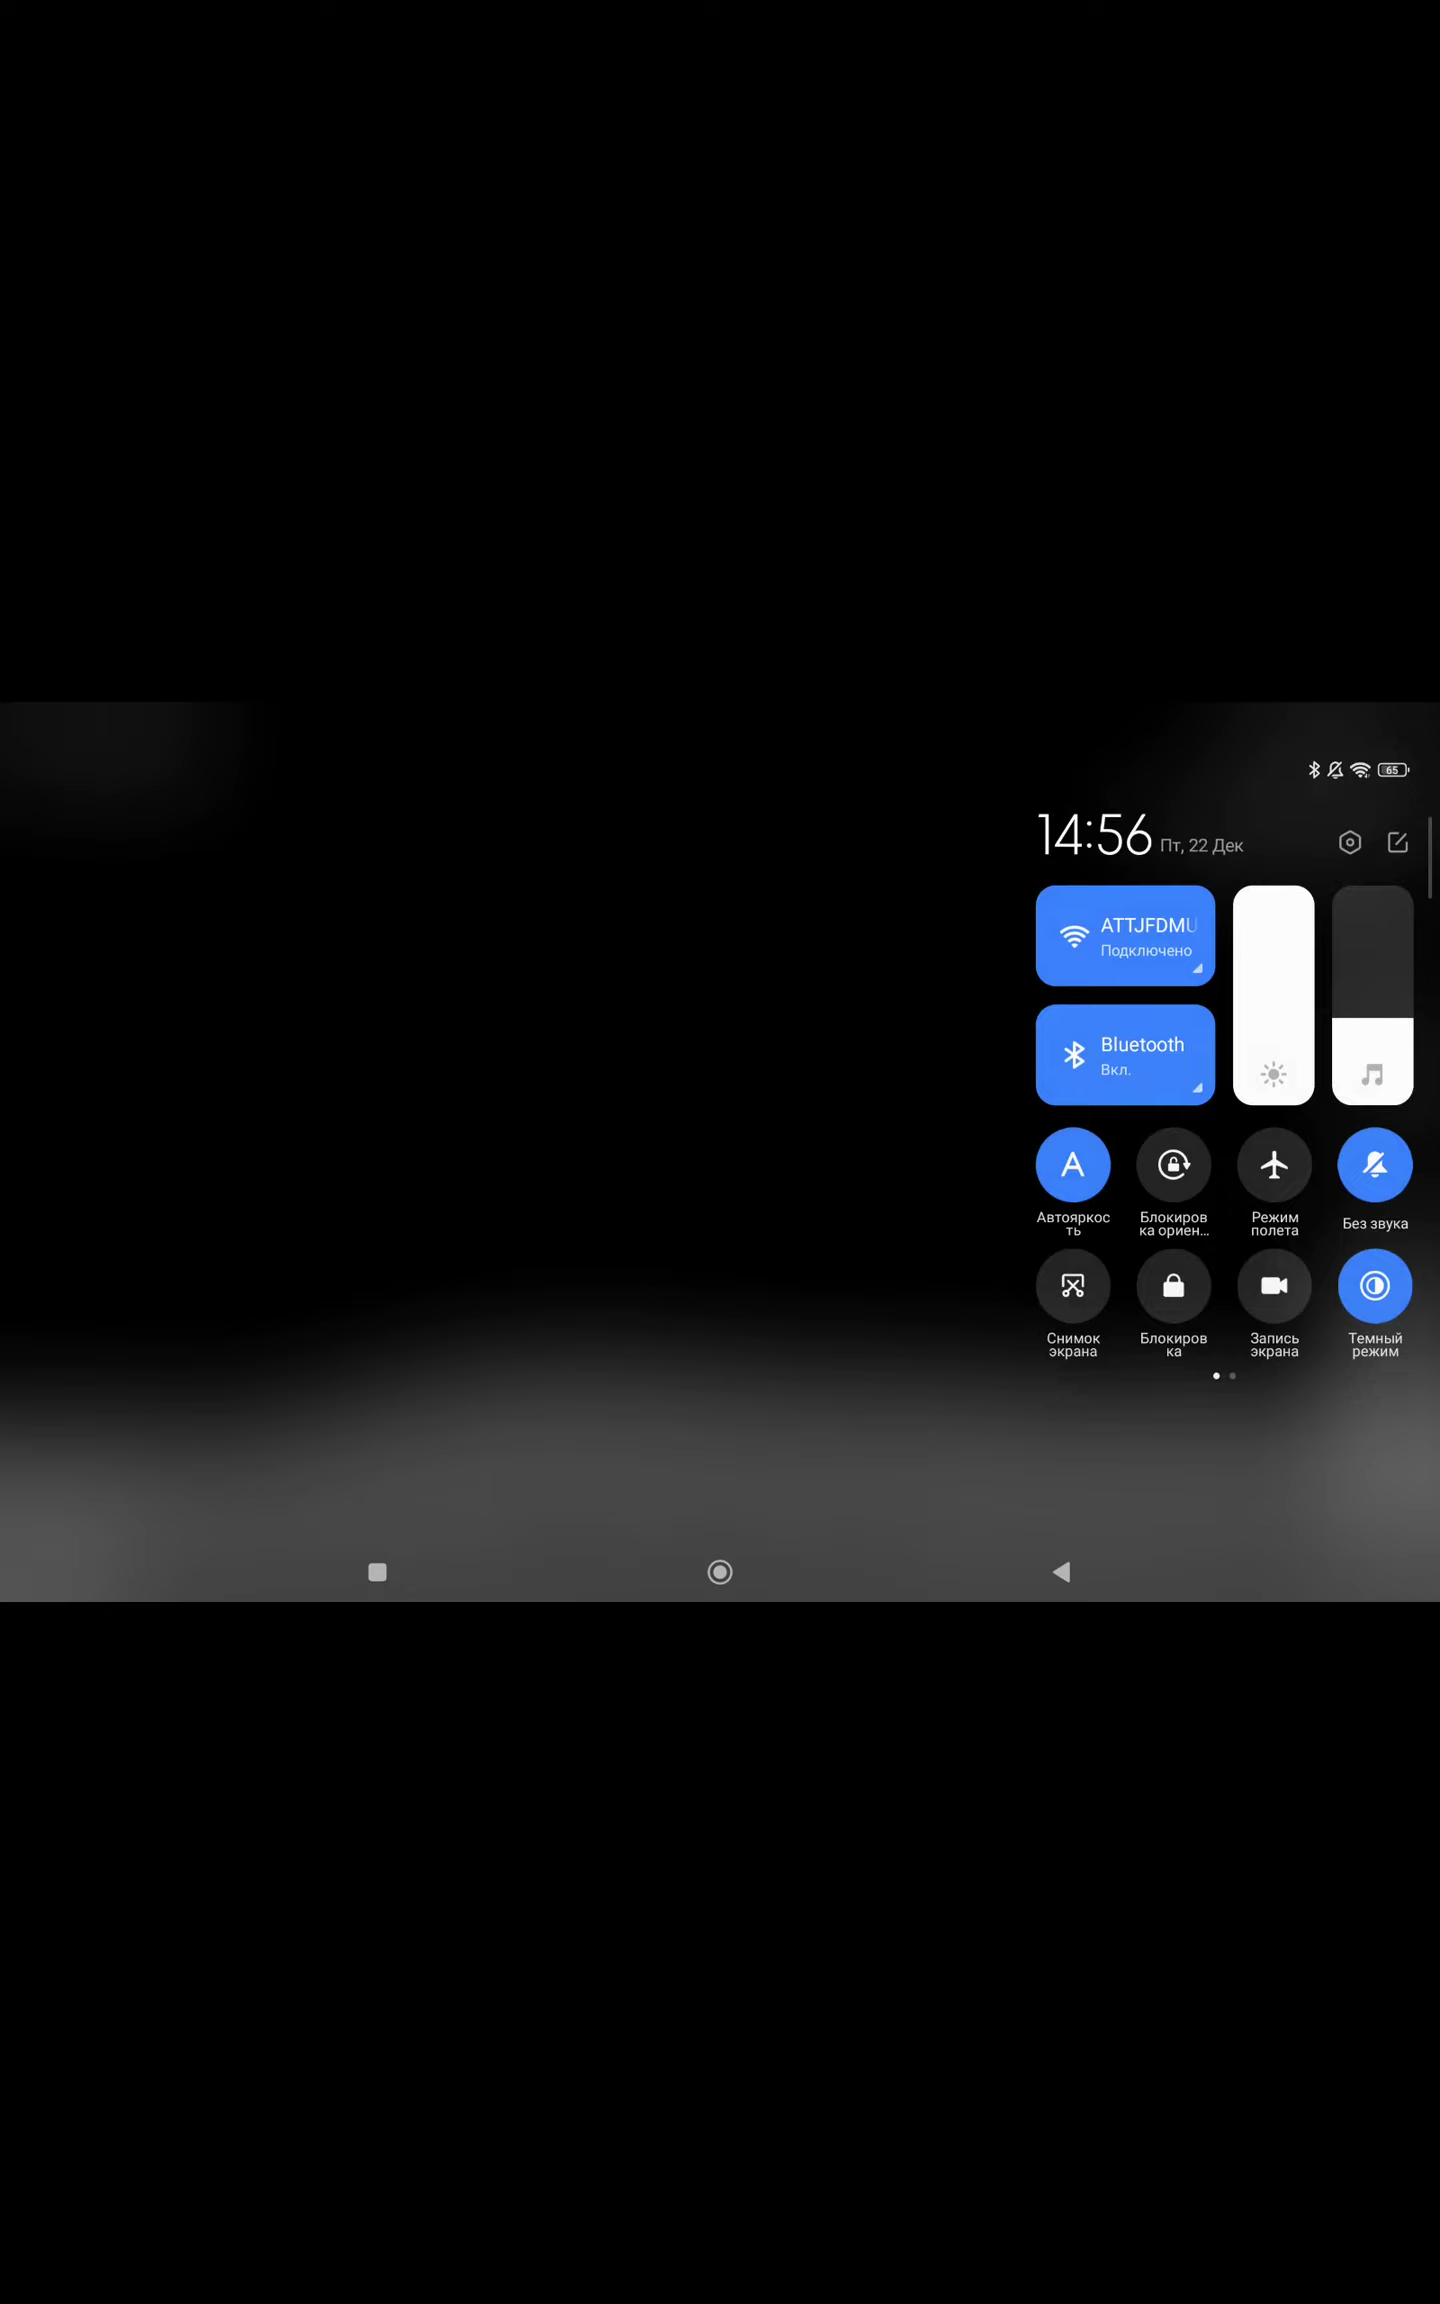 65
14:56 Пт, 22 Дек
ATTJFDMU
Подключено
Bluetooth
Вкл.
Автояркос
ть
Блокиров
ка ориен...
Режим
полета
Без звука
Снимок
экрана
Блокиров
ка
Запись
экрана
Темный
режим